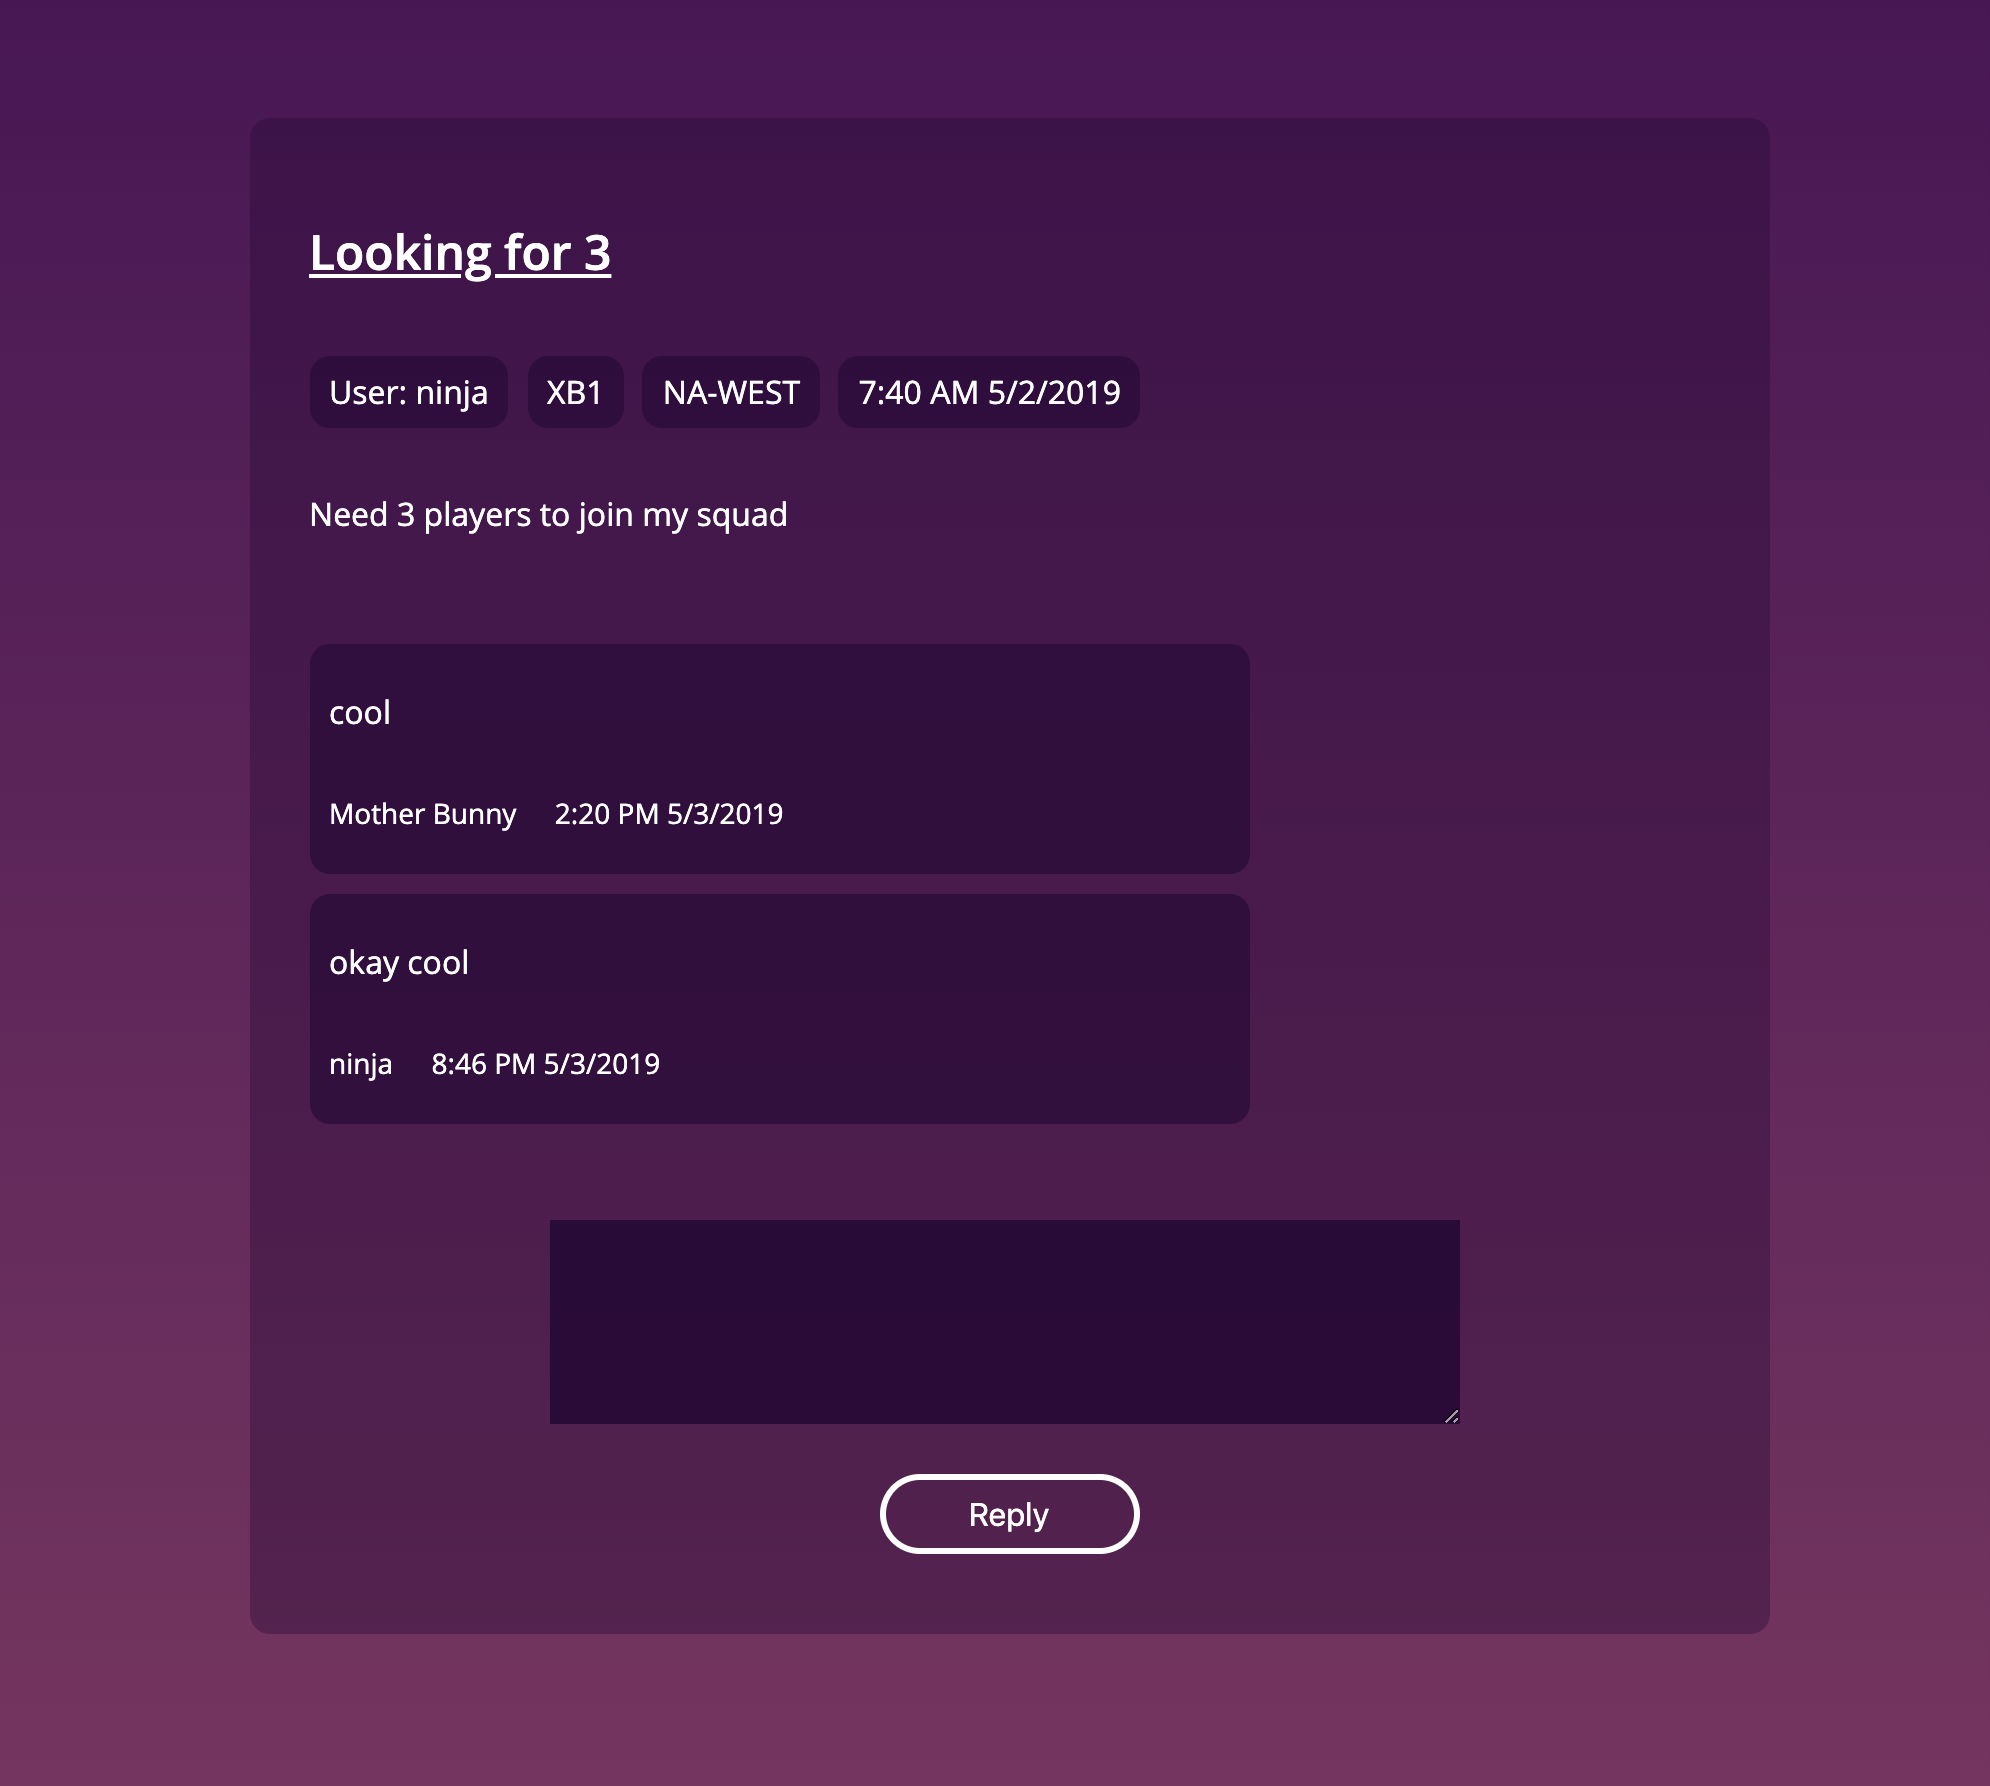 Looking for 3
User: ninja XB1 NA-WEST 7:40 AM 5/2/2019
Need 3 players to join my squad
cool
Mother Bunny 2:20 PM 5/3/2019
okay cool
ninja 8:46 PM 5/3/2019
Reply